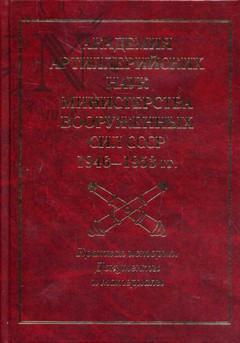 АКАДЕМИЯ
АРТИЛЛЕРИЙСКИХ
НАУК
МИНИСТЕРСТВА
ВООРУЖЕННЫХ
СИЛ СССР
1946–1953 гг.
Краткая история
Документы
и материалы